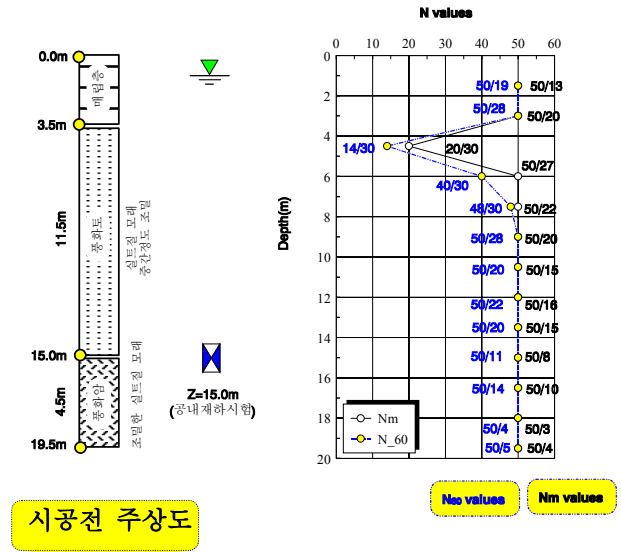 N values
0 10 20 30 40 50 60
0
2
4
6
8
10
12
14
16
18
20
Depth(m)
50/19 50/13
50/28 50/20
14/30 20/30
50/27
40/30
48/30 50/22
50/28 50/20
50/20 50/15
50/22 50/16
50/20 50/15
50/11 50/8
50/14 50/10
50/4 50/3
50/5 50/4
Nm
N_60
N₆₀ values
Nm values
0.0m
매립층
3.5m
11.5m
풍화토
실트질 모래
중간정도 조밀
15.0m
4.5m
풍화암
조밀한 실트질 모래
19.5m
Z=15.0m
(공내재하시험)
시공전 주상도